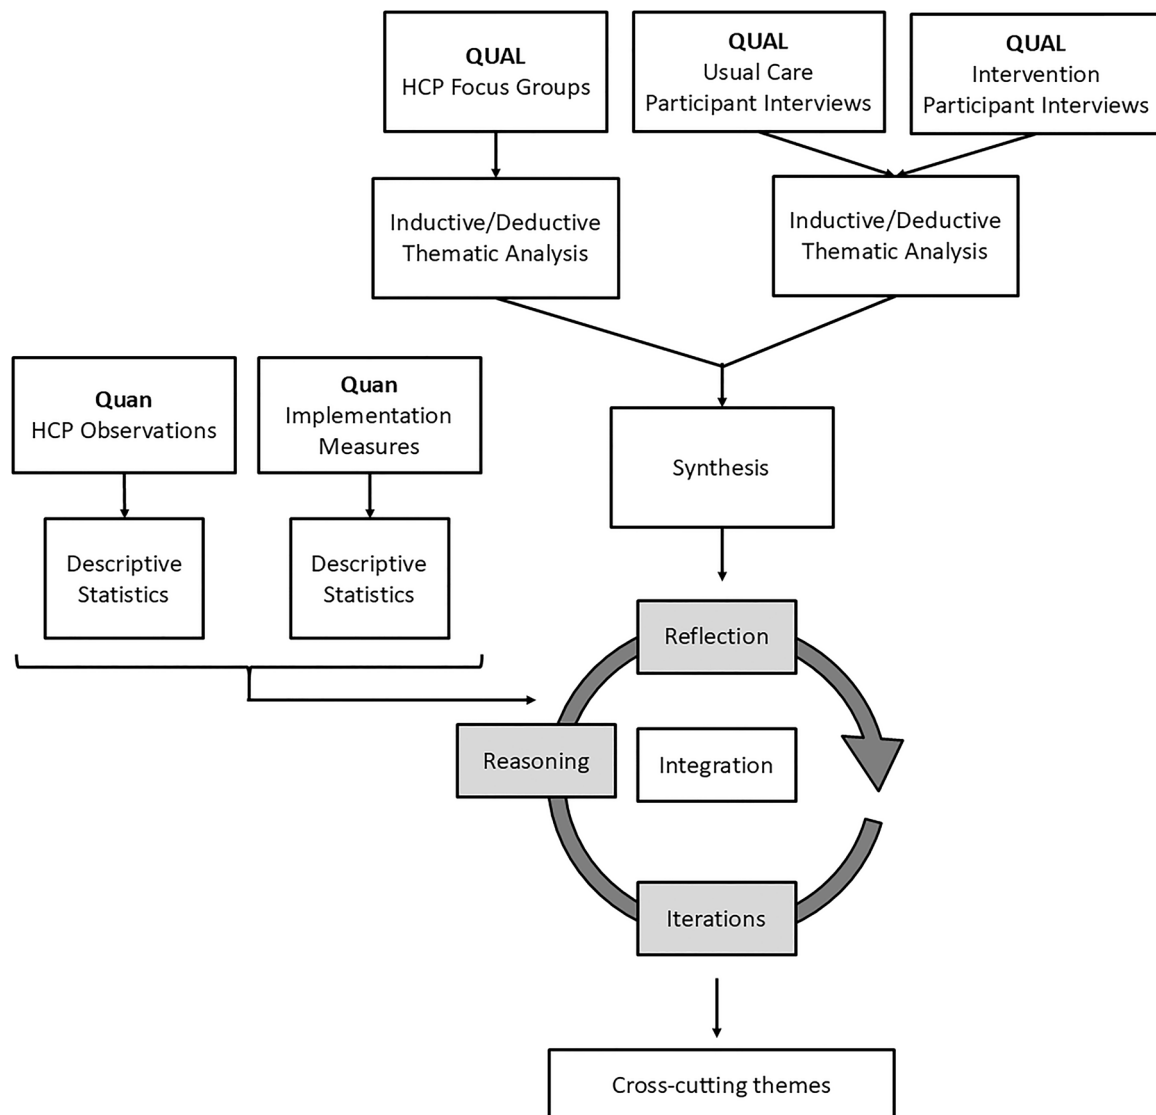 QUAL
HCP Focus Groups
QUAL
Usual Care
Participant Interviews
QUAL
Intervention
Participant Interviews
Inductive/Deductive
Thematic Analysis
Inductive/Deductive
Thematic Analysis
Quan
HCP Observations
Quan
Implementation
Measures
Synthesis
Descriptive
Statistics
Descriptive
Statistics
Reflection
Reasoning
Integration
Iterations
Cross-cutting themes